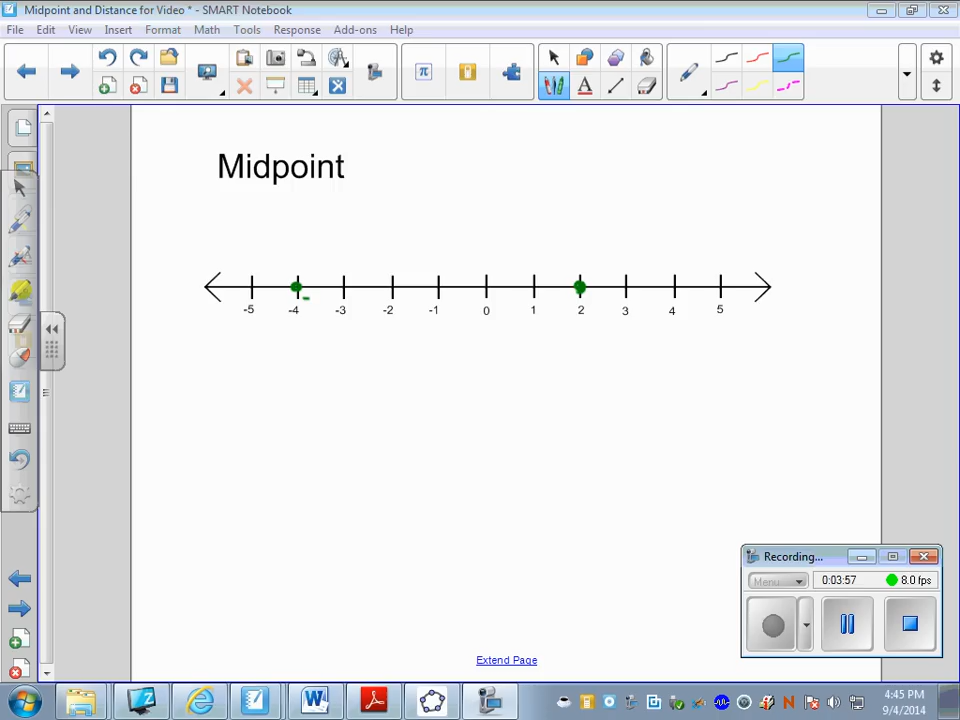 Midpoint and Distance for Video * - SMART Notebook
File Edit View Insert Format Math Tools Response Add-ons Help
π
A
Midpoint
-5 -4 -3 -2 -1 0 1 2 3 4 5
Recording...
Menu 0:03:57 8.0 fps
Extend Page
4:45 PM
9/4/2014